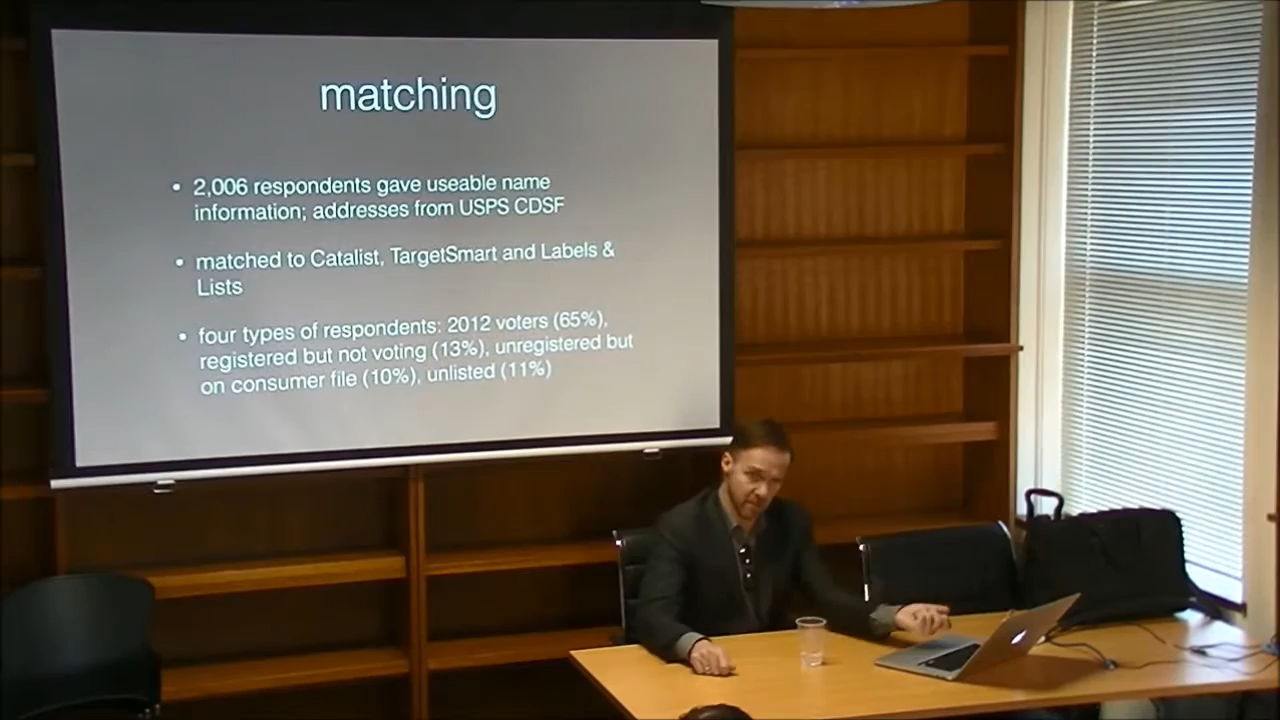 matching
• 2,006 respondents gave useable name
information; addresses from USPS CDSF
• matched to Catalist, TargetSmart and Labels &
Lists
• four types of respondents: 2012 voters (65%),
registered but not voting (13%), unregistered but
on consumer file (10%), unlisted (11%)